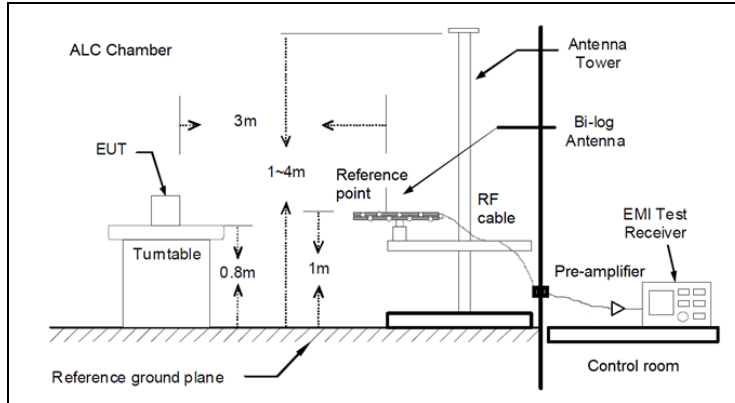 ALC Chamber
Antenna
Tower
3m
Bi-log
Antenna
EUT
1~4m
Reference
point
RF
cable
EMI Test
Receiver
Turntable
0.8m
1m
Pre-amplifier
Reference ground plane
Control room